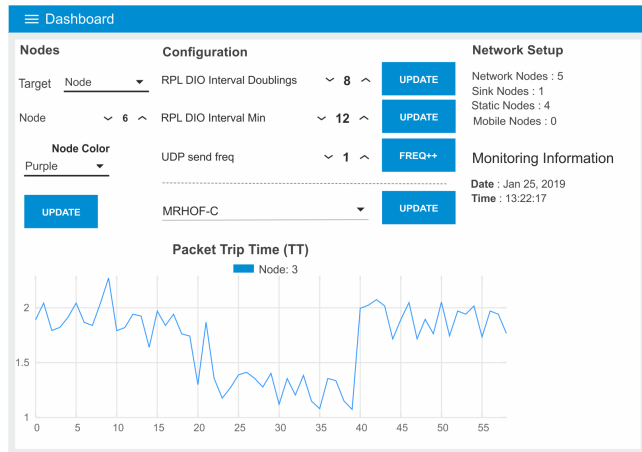 Dashboard
Nodes
Target Node
Node 6
Node Color
Purple
UPDATE
Configuration
RPL DIO Interval Doublings 8 UPDATE
RPL DIO Interval Min 12 UPDATE
UDP send freq 1 FREQ++
MRHOF-C UPDATE
Network Setup
Network Nodes : 5
Sink Nodes : 1
Static Nodes : 4
Mobile Nodes : 0
Monitoring Information
Date : Jan 25, 2019
Time : 13:22:17
Packet Trip Time (TT)
Node: 3
2
1.5
1
0 5 10 15 20 25 30 35 40 45 50 55